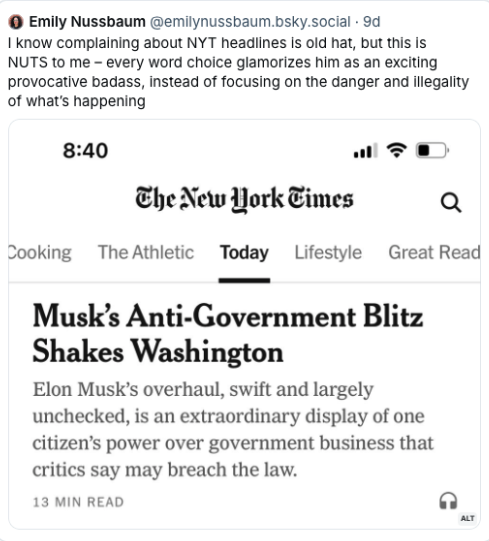 Emily Nussbaum @emilynussbaum.bsky.social · 9d
I know complaining about NYT headlines is old hat, but this is
NUTS to me – every word choice glamorizes him as an exciting
provocative badass, instead of focusing on the danger and illegality
of what's happening
8:40
The New York Times
Cooking The Athletic Today Lifestyle Great Read
Musk's Anti-Government Blitz
Shakes Washington
Elon Musk's overhaul, swift and largely
unchecked, is an extraordinary display of one
citizen's power over government business that
critics say may breach the law.
13 MIN READ
ALT